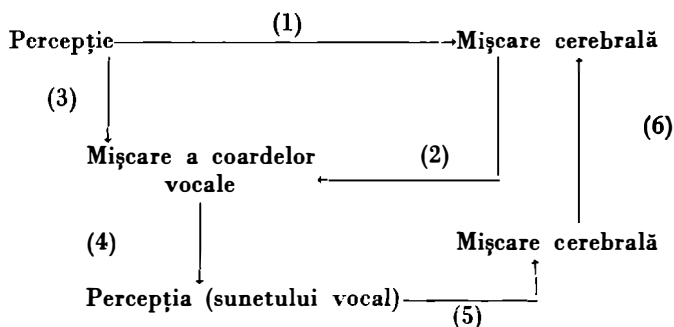 (1)
Percepție Mișcare cerebrală
(3)
(6)
Mișcare a coardelor (2)
vocale
(4) Mișcare cerebrală
Percepția (sunetului vocal)
(5)